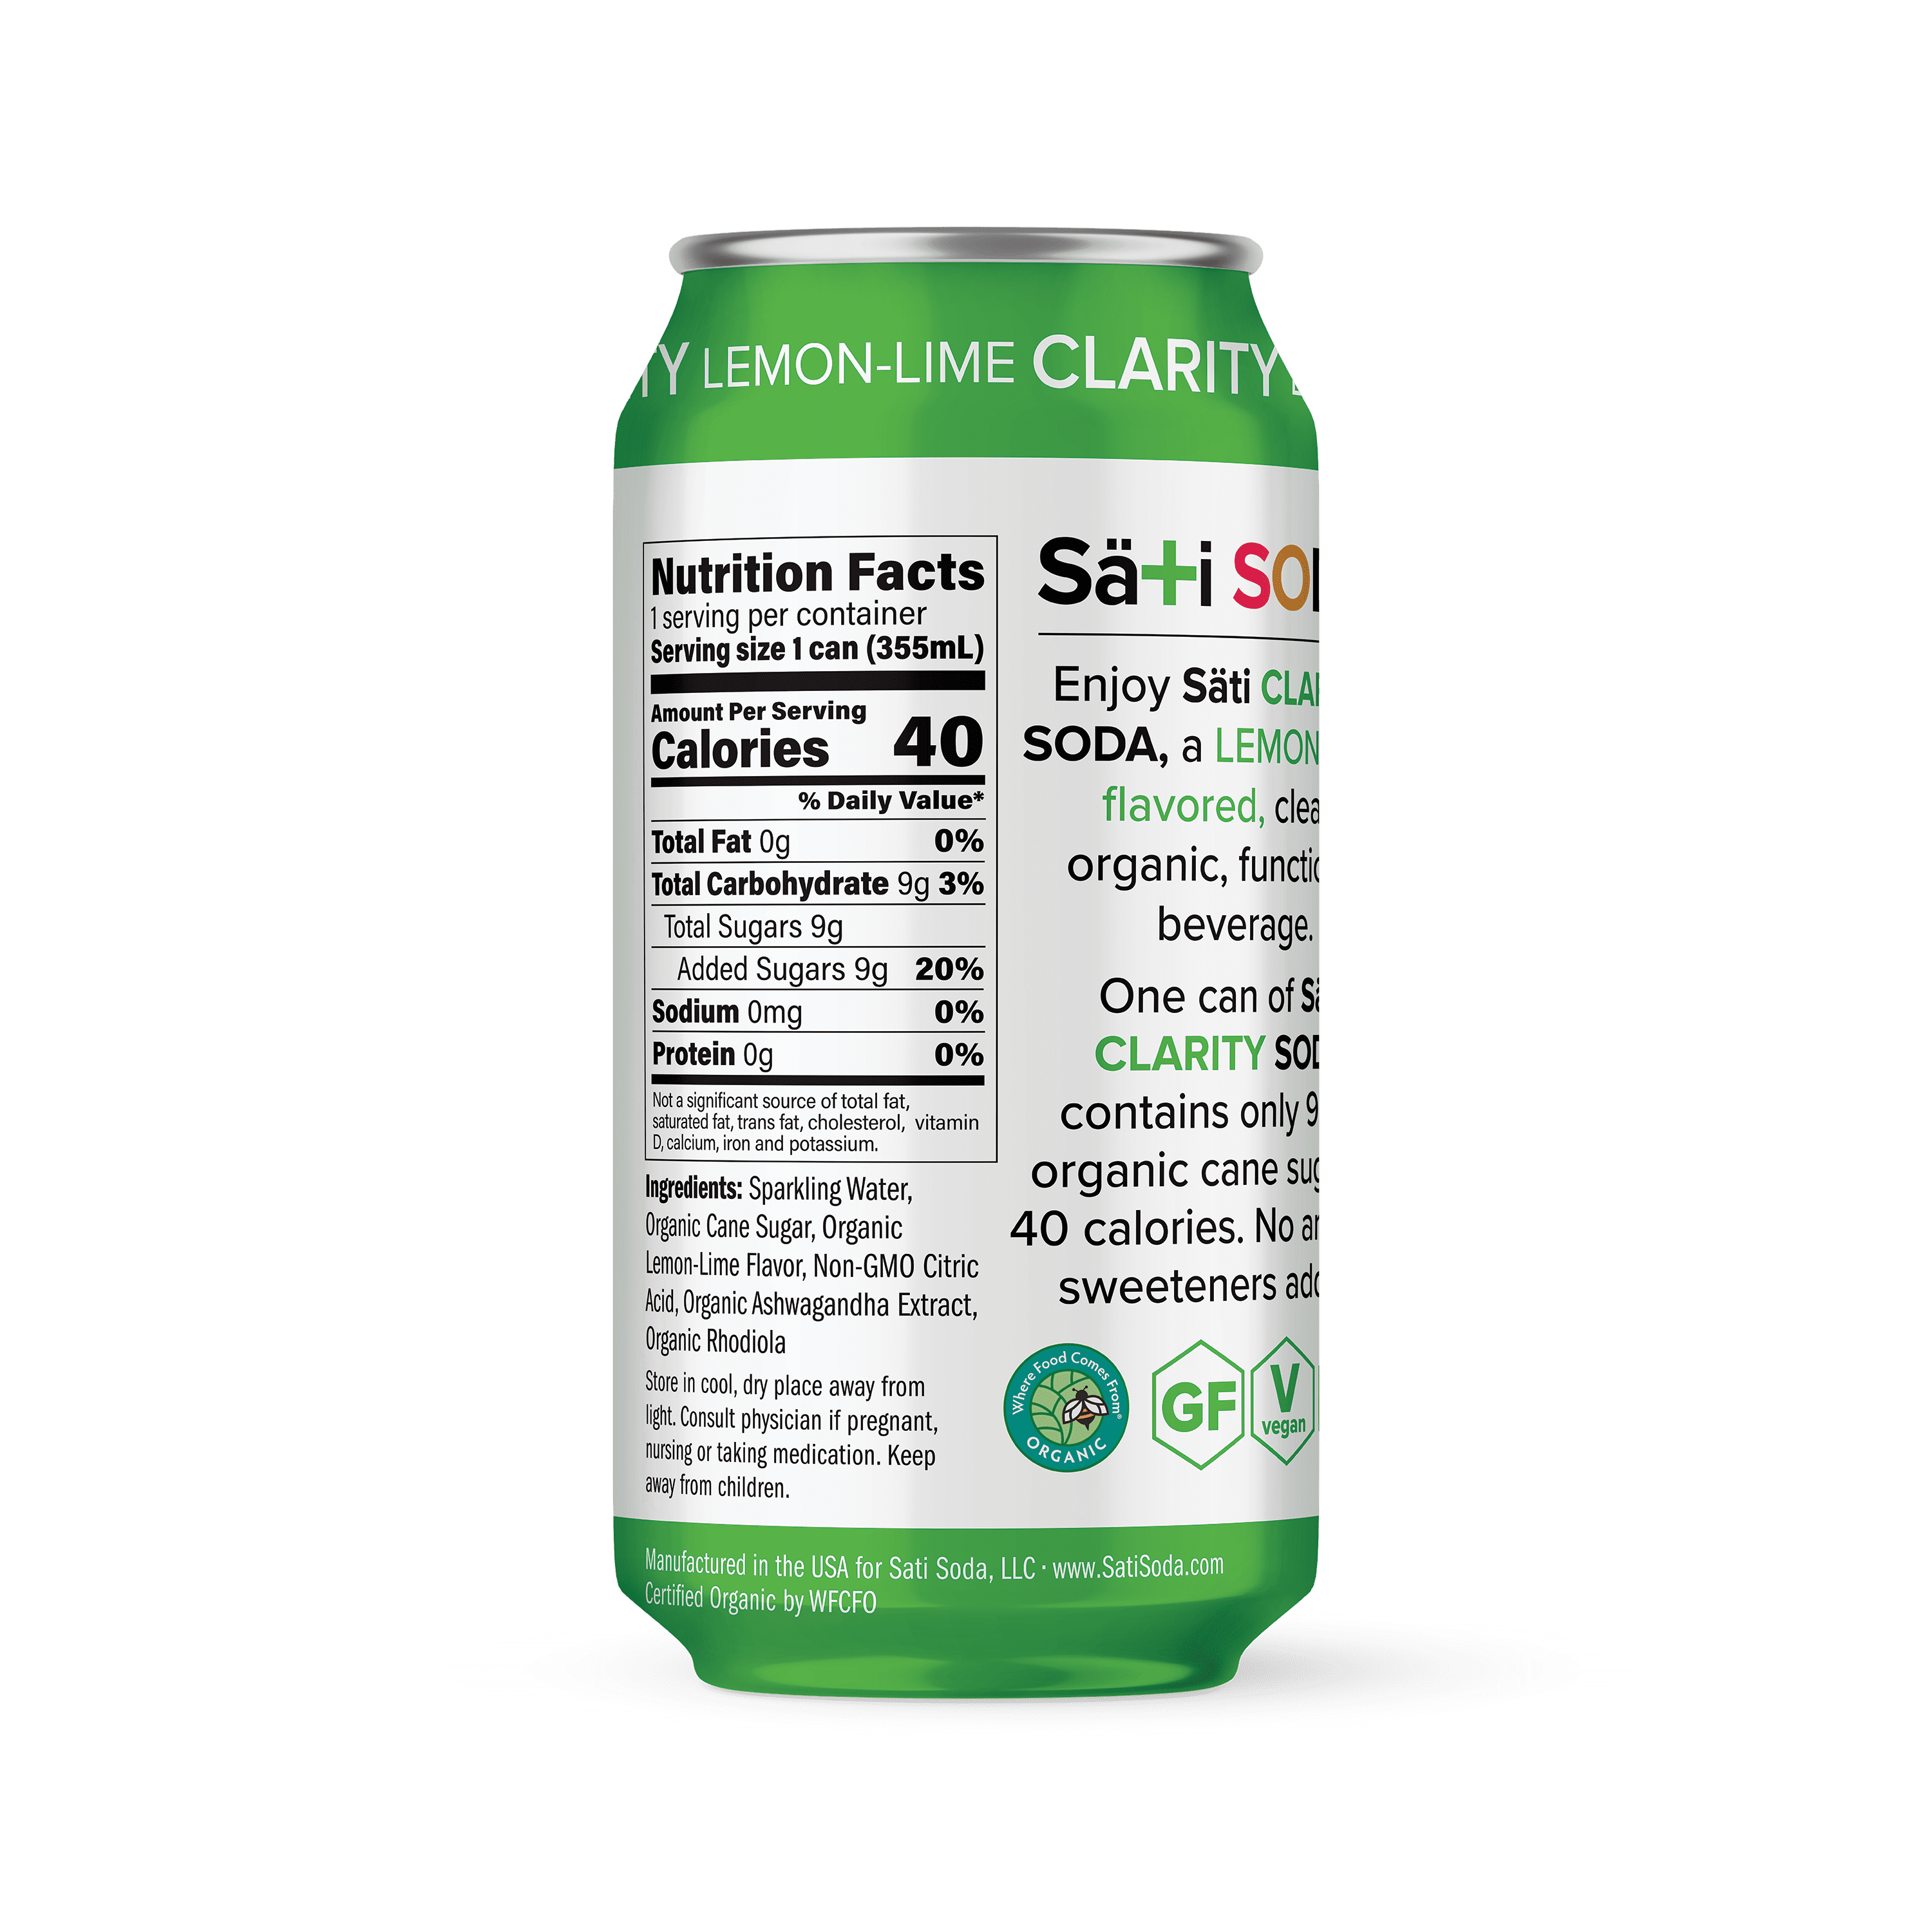 LEMON-LIME CLARITY
Nutrition Facts
1 serving per container
Serving size 1 can (355mL)
Amount Per Serving
Calories 40
% Daily Value*
Total Fat 0g 0%
Total Carbohydrate 9g 3%
Total Sugars 9g
Added Sugars 9g 20%
Sodium 0mg 0%
Protein 0g 0%
Not a significant source of total fat,
saturated fat, trans fat, cholesterol, vitamin
D, calcium, iron and potassium.
Ingredients: Sparkling Water,
Organic Cane Sugar, Organic
Lemon-Lime Flavor, Non-GMO Citric
Acid, Organic Ashwagandha Extract,
Organic Rhodiola
Store in cool, dry place away from
light. Consult physician if pregnant,
nursing or taking medication. Keep
away from children.
Säti
Enjoy Säti
SODA, a LEMON
flavored,
organic,
beverage.
One can of
CLARITY
contains only 9
organic cane
40 calories. No
sweeteners
Where Food Comes From®
ORGANIC
GF
V
vegan
Manufactured in the USA for Sati Soda, LLC · www.SatiSoda.com
Certified Organic by WFCFO